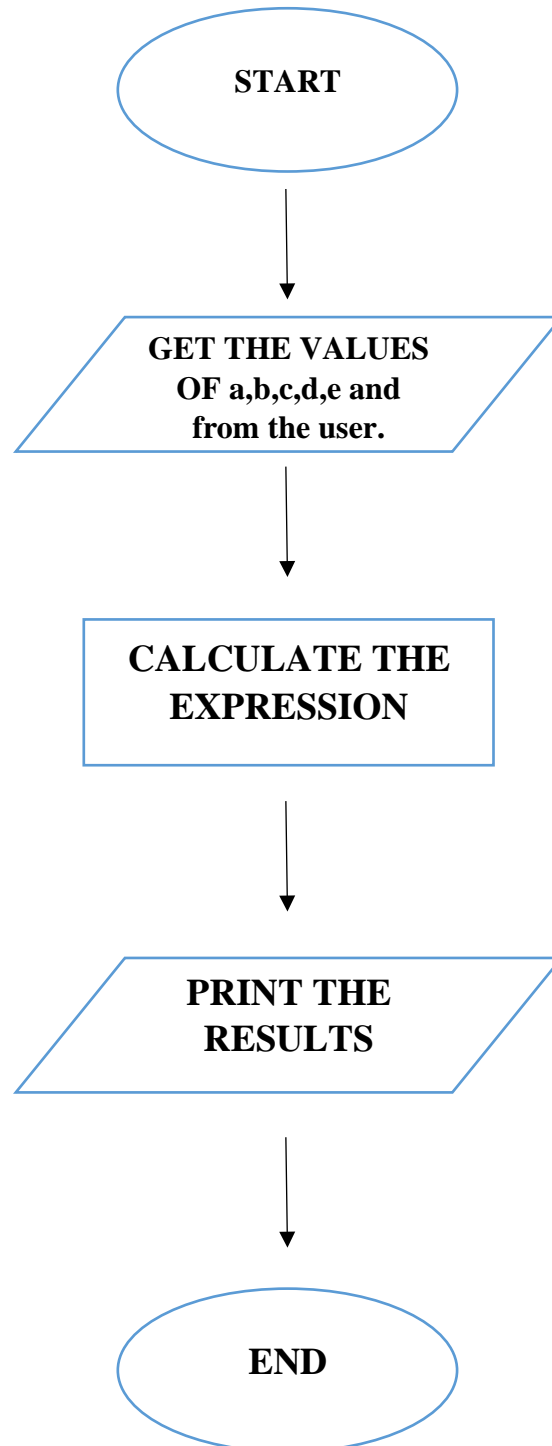 START
GET THE VALUES
OF a,b,c,d,e and
from the user.
CALCULATE THE
EXPRESSION
PRINT THE
RESULTS
END